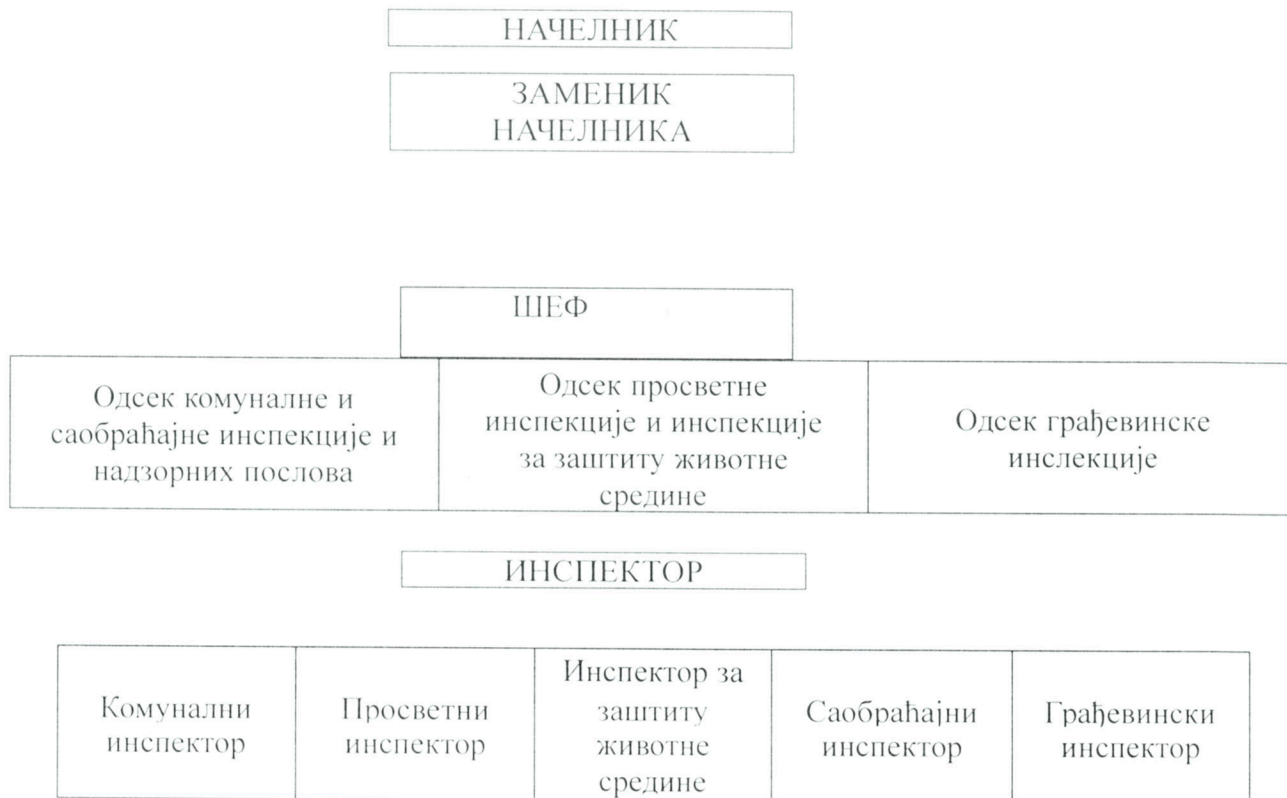 НАЧЕЛНИК
ЗАМЕНИК
НАЧЕЛНИКА
ШЕФ
Одсек комуналне и
саобраћајне инспекције и
надзорних послова
Одсек просветне
инспекције и инспекције
за заштиту животне
средине
Одсек грађевинске
инслекције
ИНСПЕКТОР
Комунални
инспектор
Просветни
инспектор
Инспектор за
заштиту
животне
средине
Саобраћајни
инспектор
Грађевински
инспектор